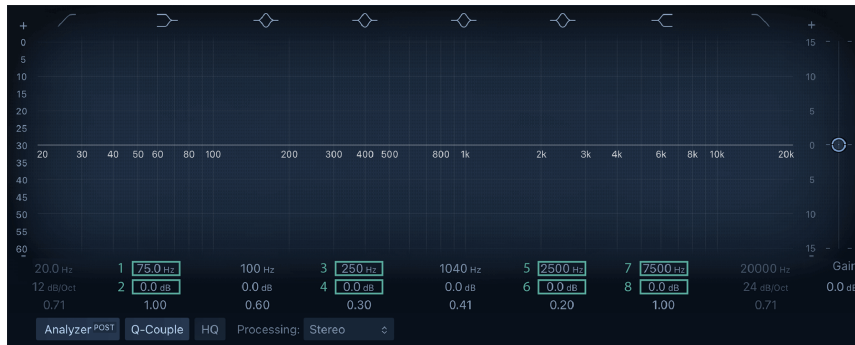 + +
0 15
5
10 10
15
20 5
25
30 20 30 40 50 60 80 100 200 300 400 500 800 1k 2k 3k 4k 6k 8k 10k 20k 0
35
40 5
45
50 10
55
60 15
- -
20.0 Hz 1 75.0 Hz 100 Hz 3 250 Hz 1040 Hz 5 2500 Hz 7 7500 Hz 20000 Hz Gain
12 dB/Oct 2 0.0 dB 0.0 dB 4 0.0 dB 0.0 dB 6 0.0 dB 8 0.0 dB 24 dB/Oct 0.0 dB
0.71 1.00 0.60 0.30 0.41 0.20 1.00 0.71
Analyzer POST Q-Couple HQ Processing: Stereo